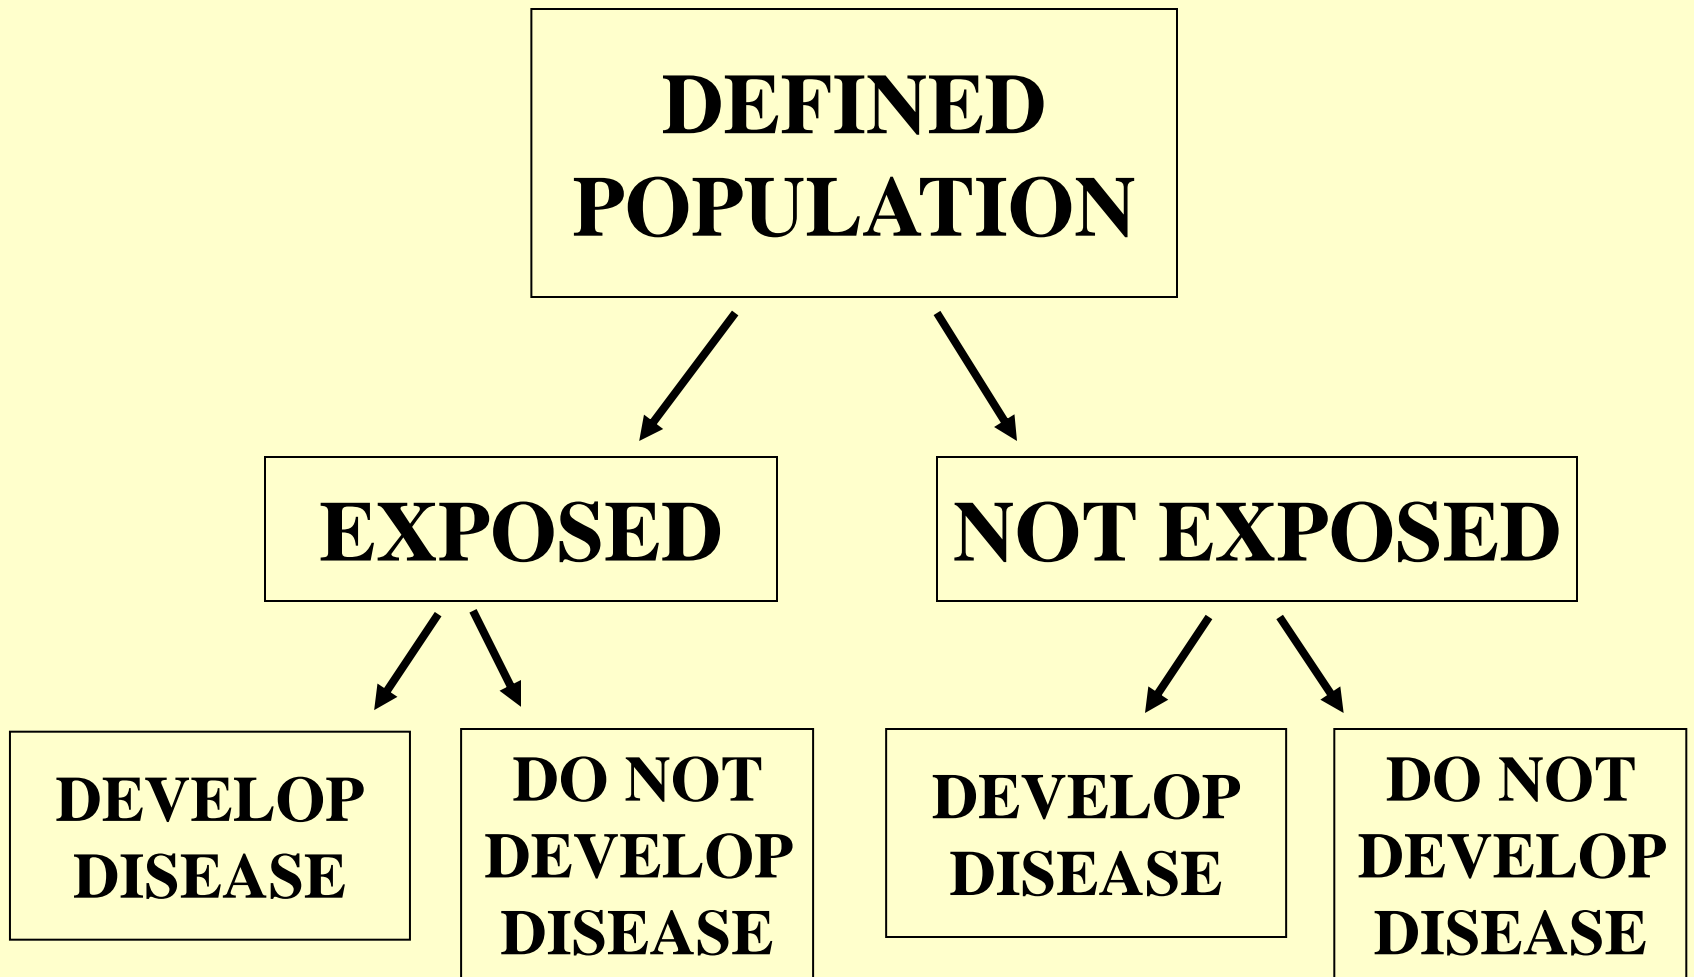 DEFINED
POPULATION
EXPOSED
NOT EXPOSED
DEVELOP
DISEASE
DO NOT
DEVELOP
DISEASE
DEVELOP
DISEASE
DO NOT
DEVELOP
DISEASE